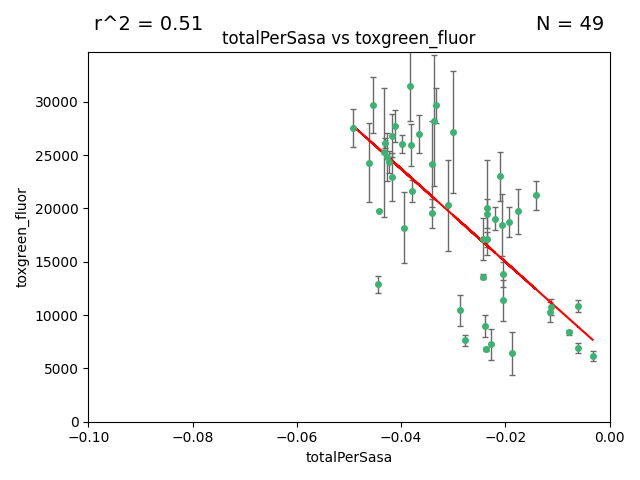 r^2 = 0.51
N = 49
totalPerSasa vs toxgreen_fluor
toxgreen_fluor
30000
25000
20000
15000
10000
5000
0
−0.10
−0.08
−0.06
−0.04
−0.02
0.00
totalPerSasa